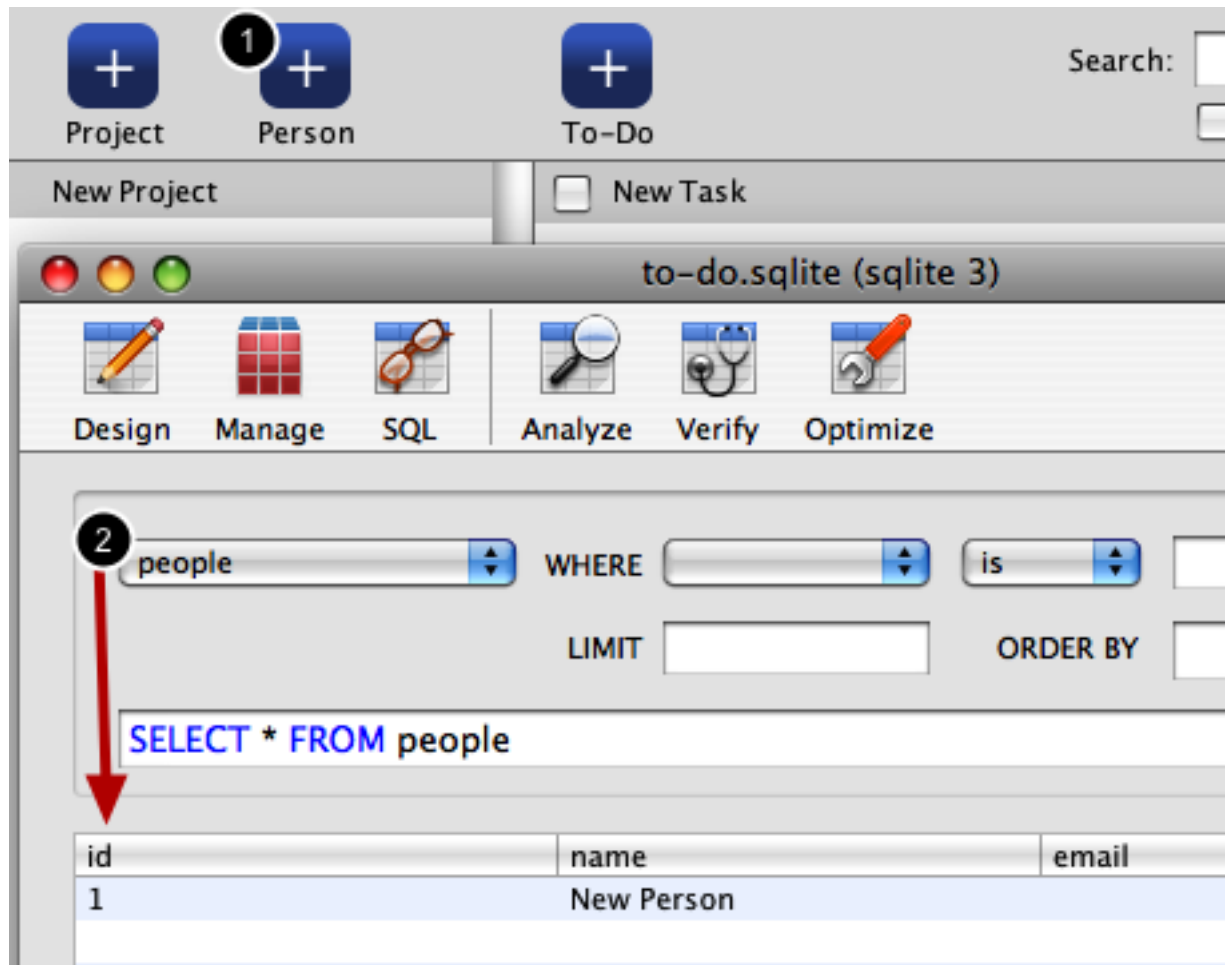 1
Project Person To-Do Search:
New Project New Task
to-do.sqlite (sqlite 3)
Design Manage SQL Analyze Verify Optimize
2
people WHERE is
LIMIT ORDER BY
SELECT * FROM people
id name email
1 New Person